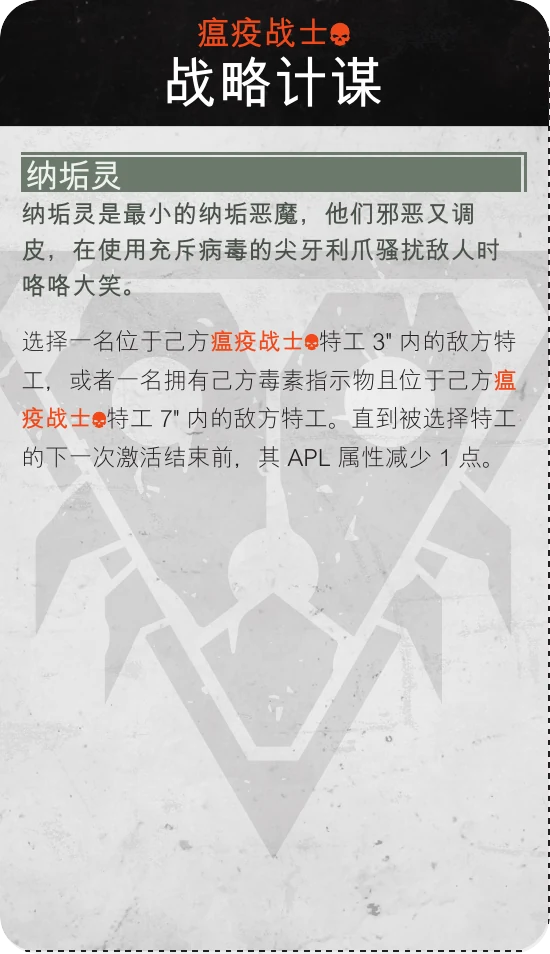 瘟疫战士
战略计谋
纳垢灵
纳垢灵是最小的纳垢恶魔，他们邪恶又调
皮，在使用充斥病毒的尖牙利爪骚扰敌人时
咯咯大笑。
选择一名位于己方瘟疫战士特工 3" 内的敌方特
工，或者一名拥有己方毒素指示物且位于己方瘟
疫战士特工 7" 内的敌方特工。直到被选择特工
的下一次激活结束前，其 APL 属性减少 1 点。